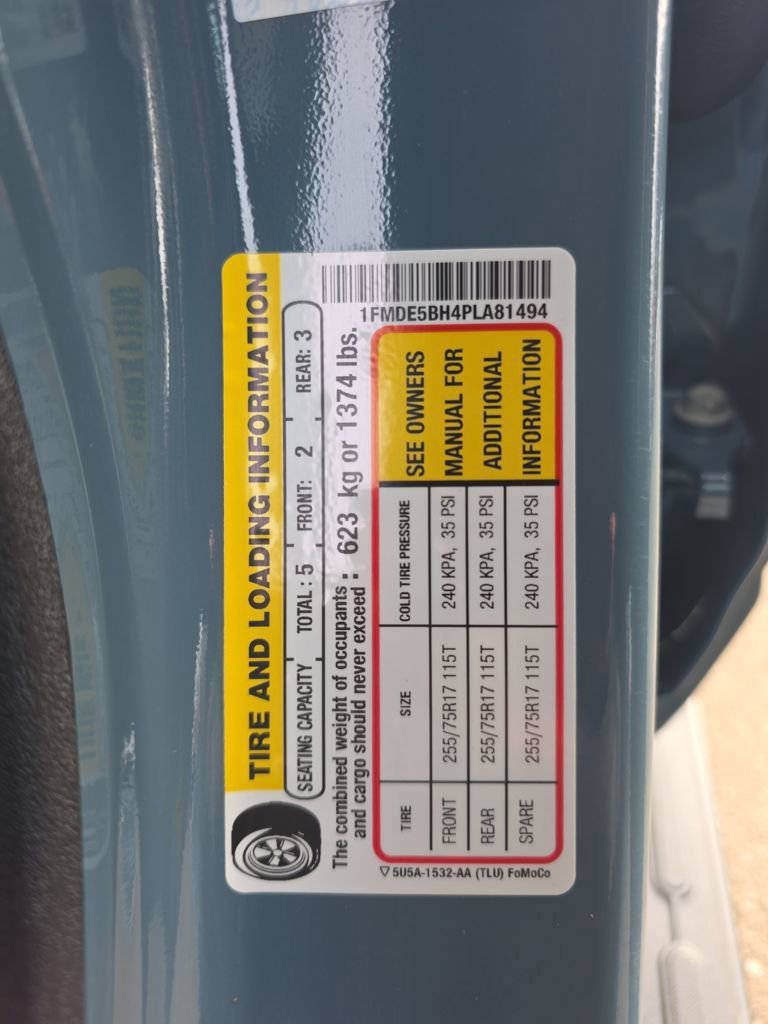 TIRE AND LOADING INFORMATION
SEATING CAPACITY TOTAL : 5 FRONT: 2 REAR: 3
The combined weight of occupants
and cargo should never exceed : 623 kg or 1374 lbs.
1FMDE5BH4PLA81494
TIRE SIZE COLD TIRE PRESSURE
FRONT 255/75R17 115T 240 KPA, 35 PSI
REAR 255/75R17 115T 240 KPA, 35 PSI
SPARE 255/75R17 115T 240 KPA, 35 PSI
SEE OWNERS
MANUAL FOR
ADDITIONAL
INFORMATION
▽ 5U5A-1532-AA (TLU) FoMoCo